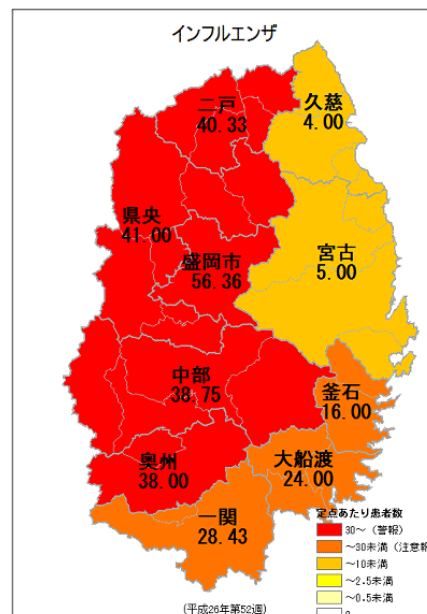 インフルエンザ
二戸
40.33
久慈
4.00
県央
41.00
盛岡市
56.36
宮古
5.00
中部
38.75
釜石
16.00
奥州
38.00
大船渡
24.00
一関
28.43
定点あたり患者数
30～（警報）
～30未満（注意報
～10未満
～2.5未満
～0.5未満
0
(平成26年第52週)